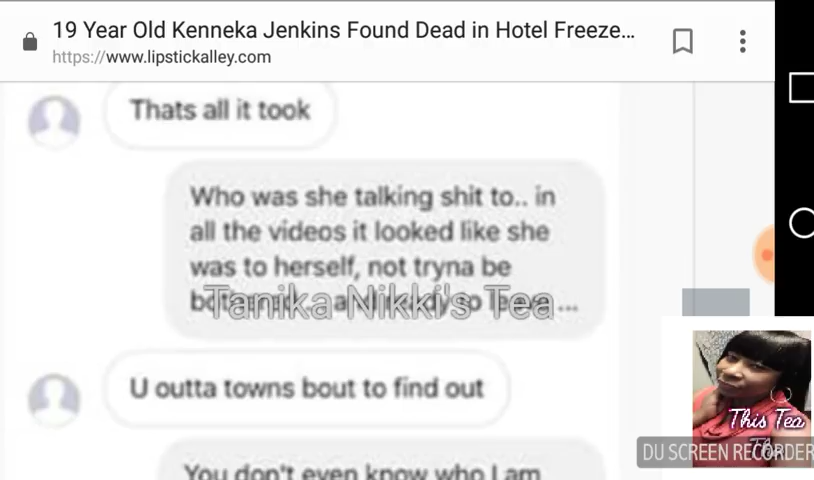 19 Year Old Kenneka Jenkins Found Dead in Hotel Freeze...
https://www.lipstickalley.com
Thats all it took
Who was she talking shit to.. in
all the videos it looked like she
was to herself, not tryna be
Tanika Nikki's Tea
U outta towns bout to find out
You don't even know who I am
This Tea
DU SCREEN RECORDER